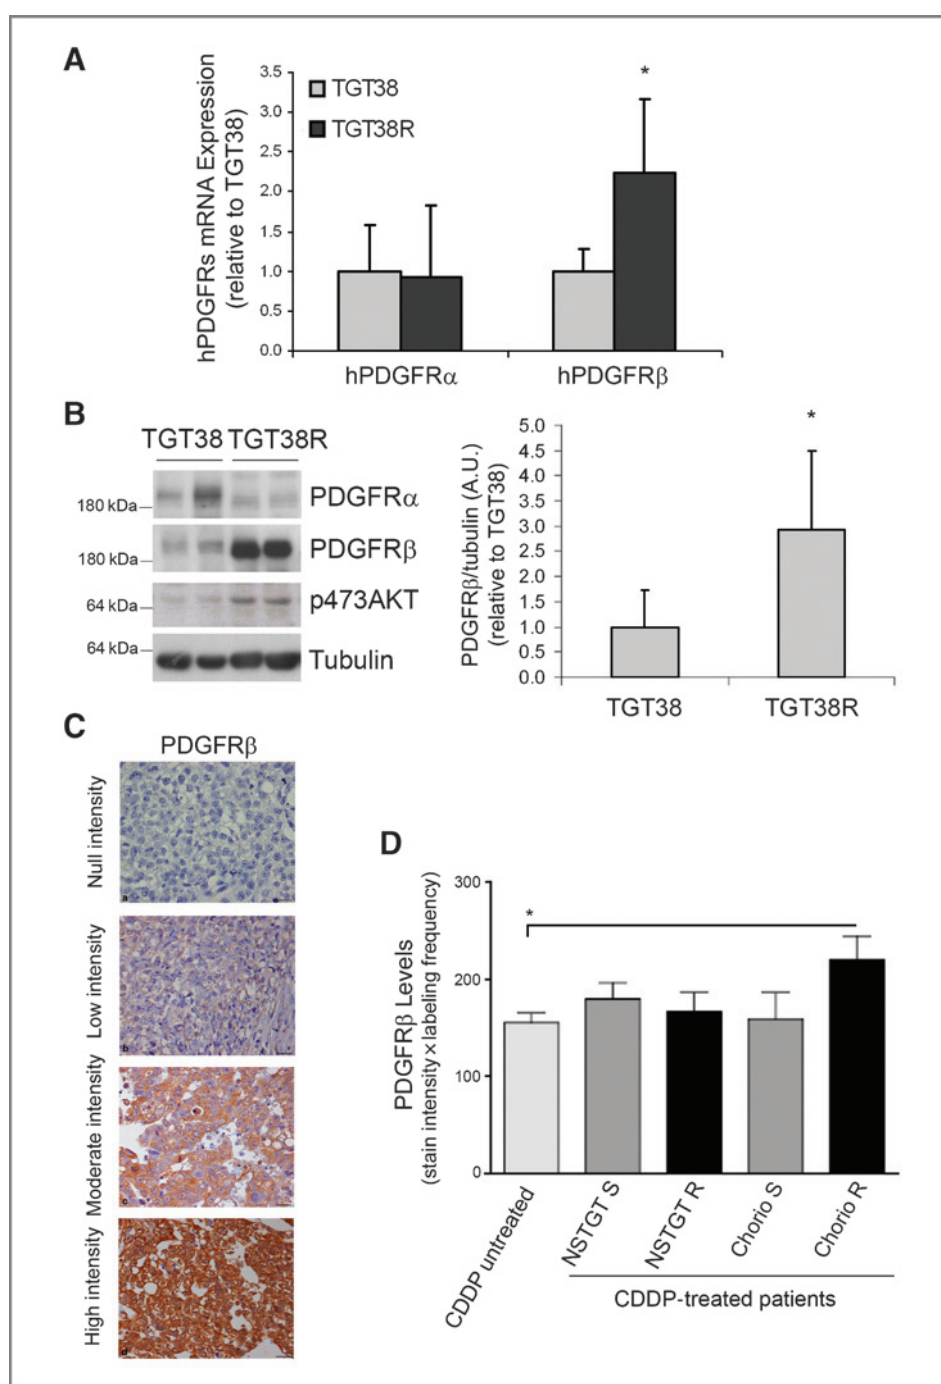 A
hPDGFRs mRNA Expression
(relative to TGT38)
3.5
3.0
2.5
2.0
1.5
1.0
0.5
0.0
TGT38
TGT38R
*
hPDGFRα
hPDGFRβ
B
TGT38 TGT38R
180 kDa
PDGFRα
180 kDa
PDGFRβ
64 kDa
p473AKT
64 kDa
Tubulin
PDGFRβ/tubulin (A.U.)
(relative to TGT38)
5.0
4.5
4.0
3.5
3.0
2.5
2.0
1.5
1.0
0.5
0.0
*
TGT38
TGT38R
C
PDGFRβ
Null intensity
a
Low intensity
b
Moderate intensity
c
High intensity
d
D
PDGFRβ Levels
(stain intensity × labeling frequency)
300
200
100
0
*
CDDP untreated
NSTGT S
NSTGT R
Chorio S
Chorio R
CDDP-treated patients